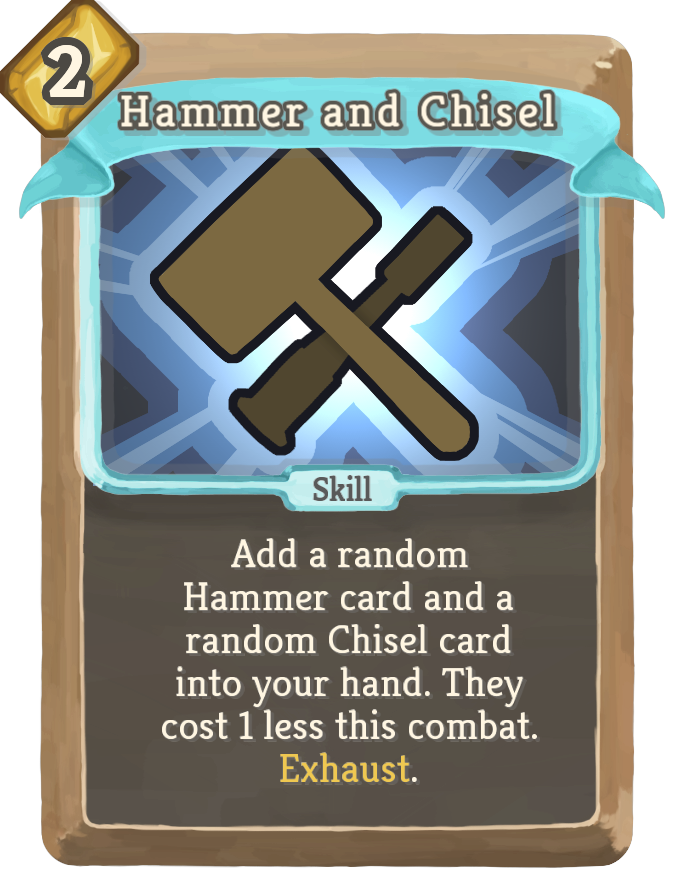 2
Hammer and Chisel
Skill
Add a random
Hammer card and a
random Chisel card
into your hand. They
cost 1 less this combat.
Exhaust.